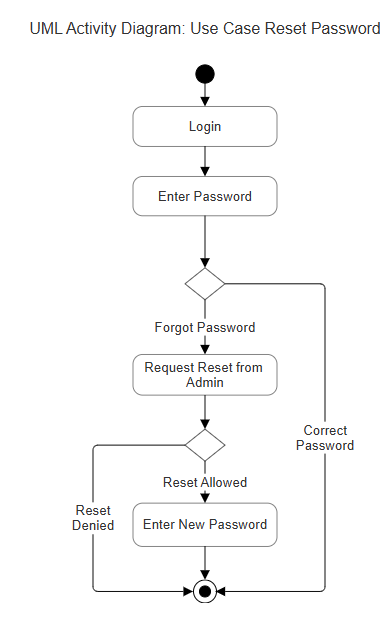 UML Activity Diagram: Use Case Reset Password
Login
Enter Password
Forgot Password
Request Reset from
Admin
Correct
Password
Reset Allowed
Reset
Denied
Enter New Password